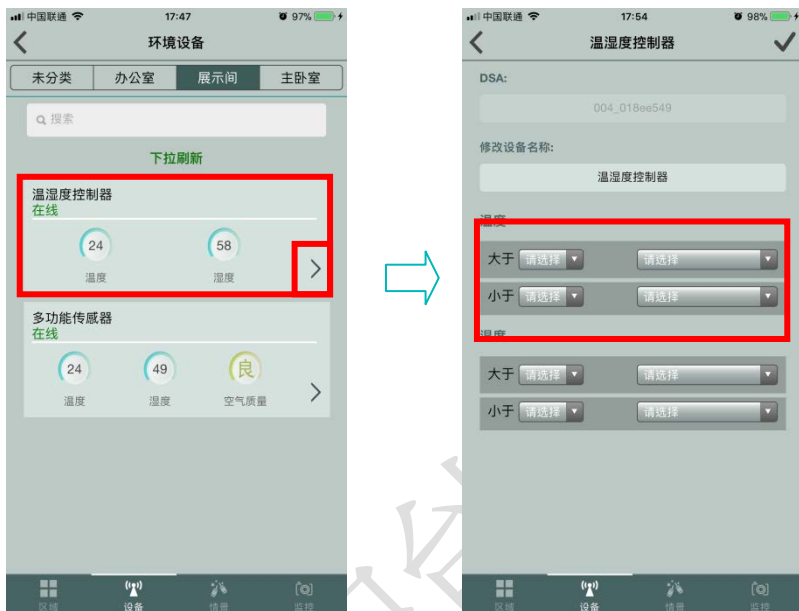 中国联通 17:47 97%
环境设备
未分类 办公室 展示间 主卧室
搜索
下拉刷新
温湿度控制器
在线
24 58
温度 湿度
多功能传感器
在线
24 49 良
温度 湿度 空气质量
区域 设备 情景 监控
中国联通 17:54 98%
温湿度控制器
DSA:
004_018ee549
修改设备名称:
温湿度控制器
温度
大于 请选择 请选择
小于 请选择 请选择
大于 请选择 请选择
小于 请选择 请选择
区域 设备 情景 监控